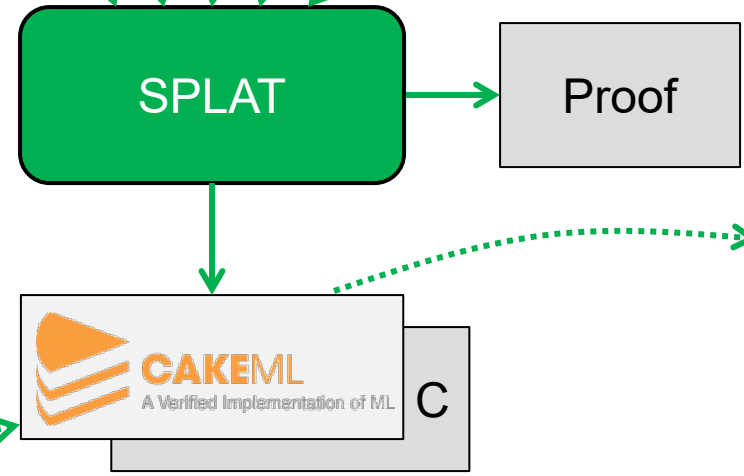 SPLAT
Proof
CAKEML
A Verified Implementation of ML
C